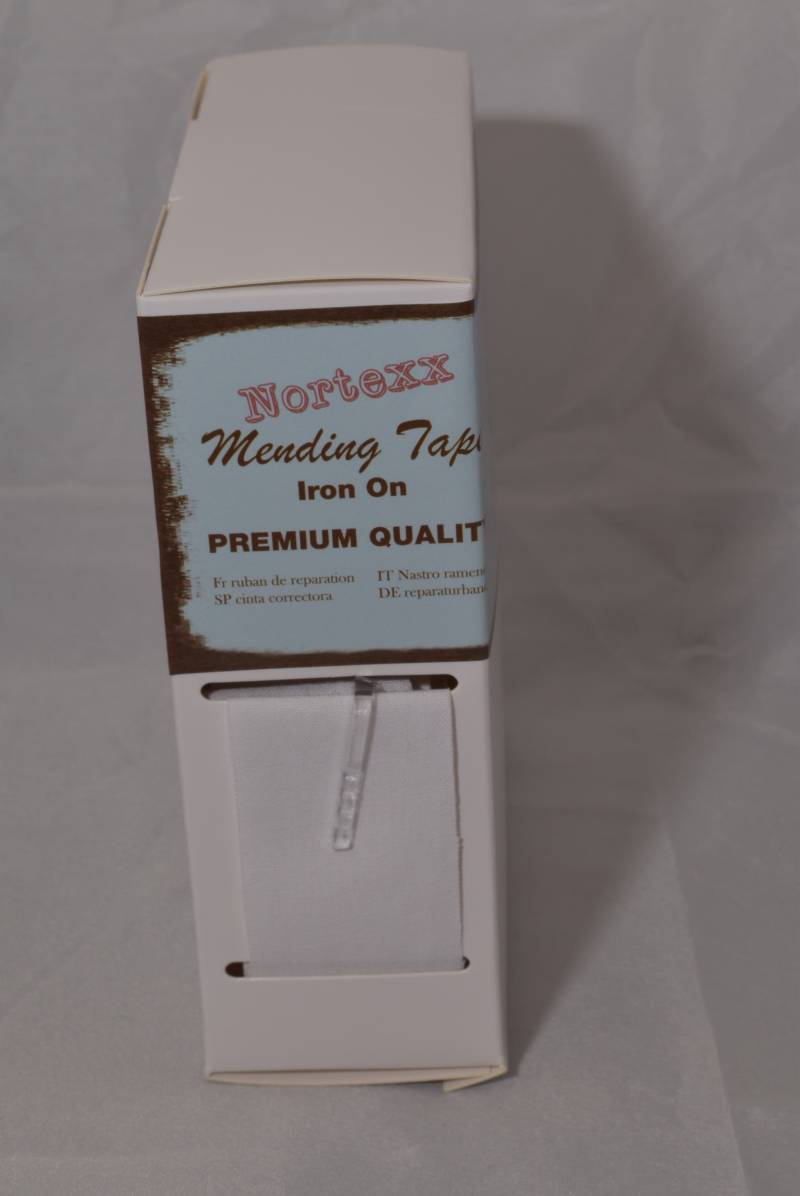 Nortexx
Mending Tap
Iron On
PREMIUM QUALIT
Fr ruban de reparation
SP cinta correctora
IT Nastro ramen
DE reparaturban